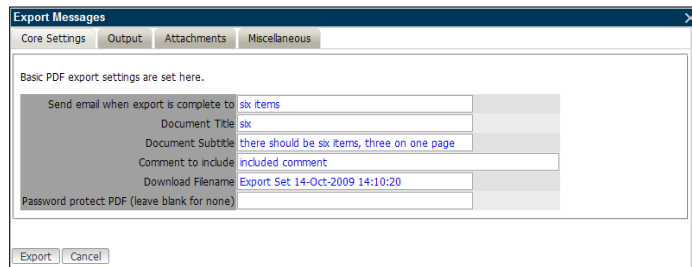 Export Messages
Core Settings Output Attachments Miscellaneous
Basic PDF export settings are set here.
Send email when export is complete to six items
Document Title six
Document Subtitle there should be six items, three on one page
Comment to include included comment
Download Filename Export Set 14-Oct-2009 14:10:20
Password protect PDF (leave blank for none)
Export Cancel